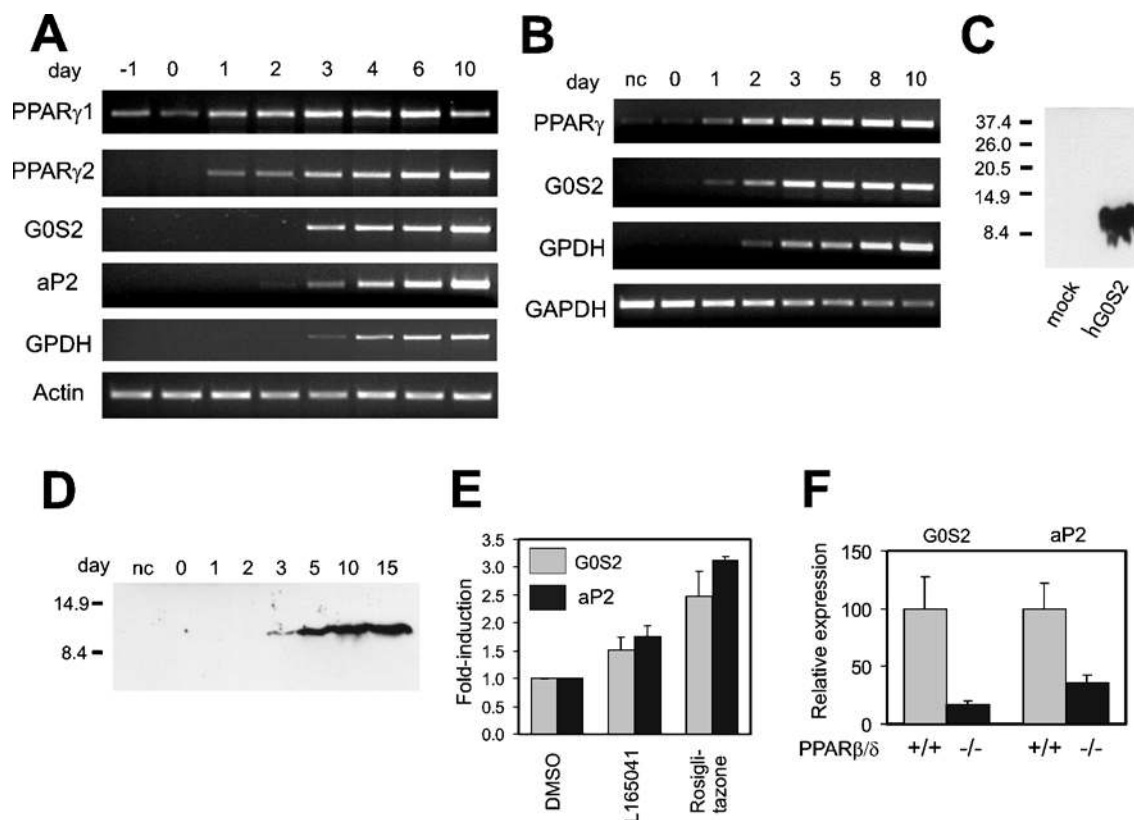 A
day -1 0 1 2 3 4 6 10
PPARγ1
PPARγ2
G0S2
aP2
GPDH
Actin
B
day nc 0 1 2 3 5 8 10
PPARγ
G0S2
GPDH
GAPDH
C
37.4
26.0
20.5
14.9
8.4
mock
hG0S2
D
day nc 0 1 2 3 5 10 15
14.9
8.4
E
Fold-induction
3.5
3.0
2.5
2.0
1.5
1.0
0.5
0.0
G0S2
aP2
DMSO
L165041
Rosigli-
tazone
F
G0S2 aP2
Relative expression
150
100
50
0
PPARβ/δ +/+ -/- +/+ -/-